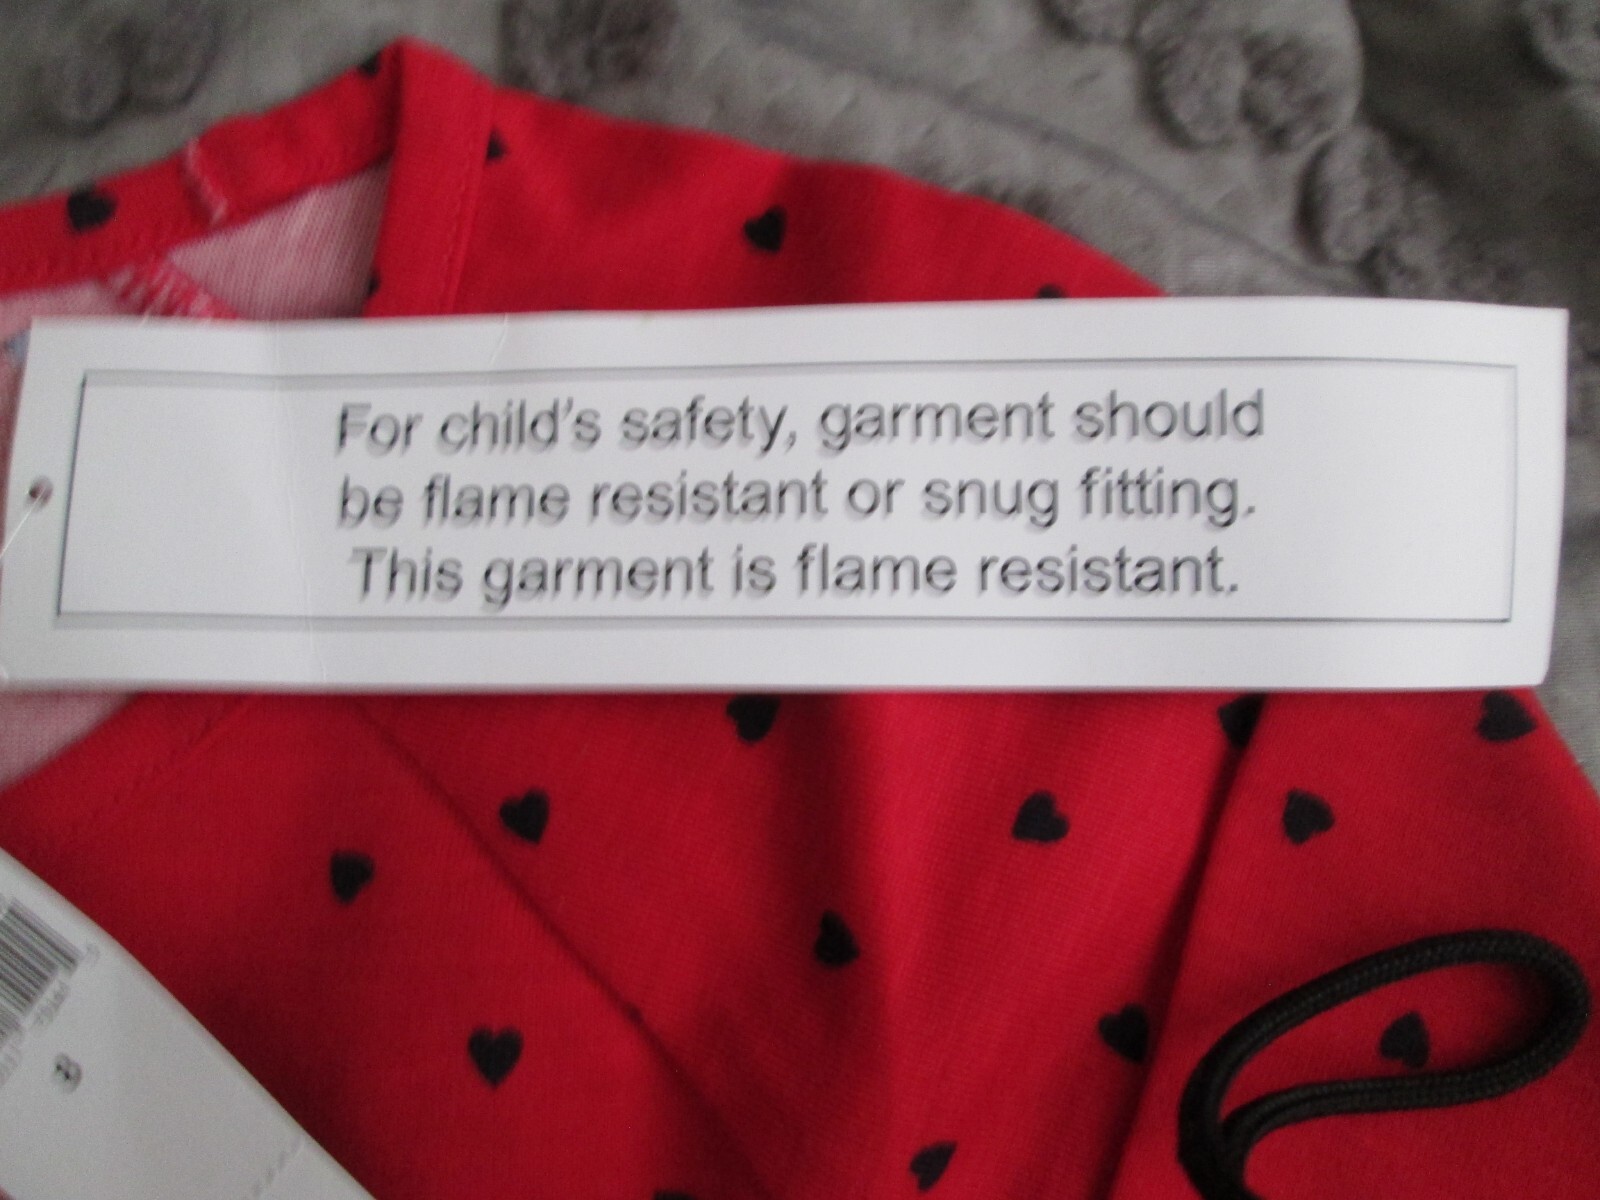 For child's safety, garment should
be flame resistant or snug fitting.
This garment is flame resistant.